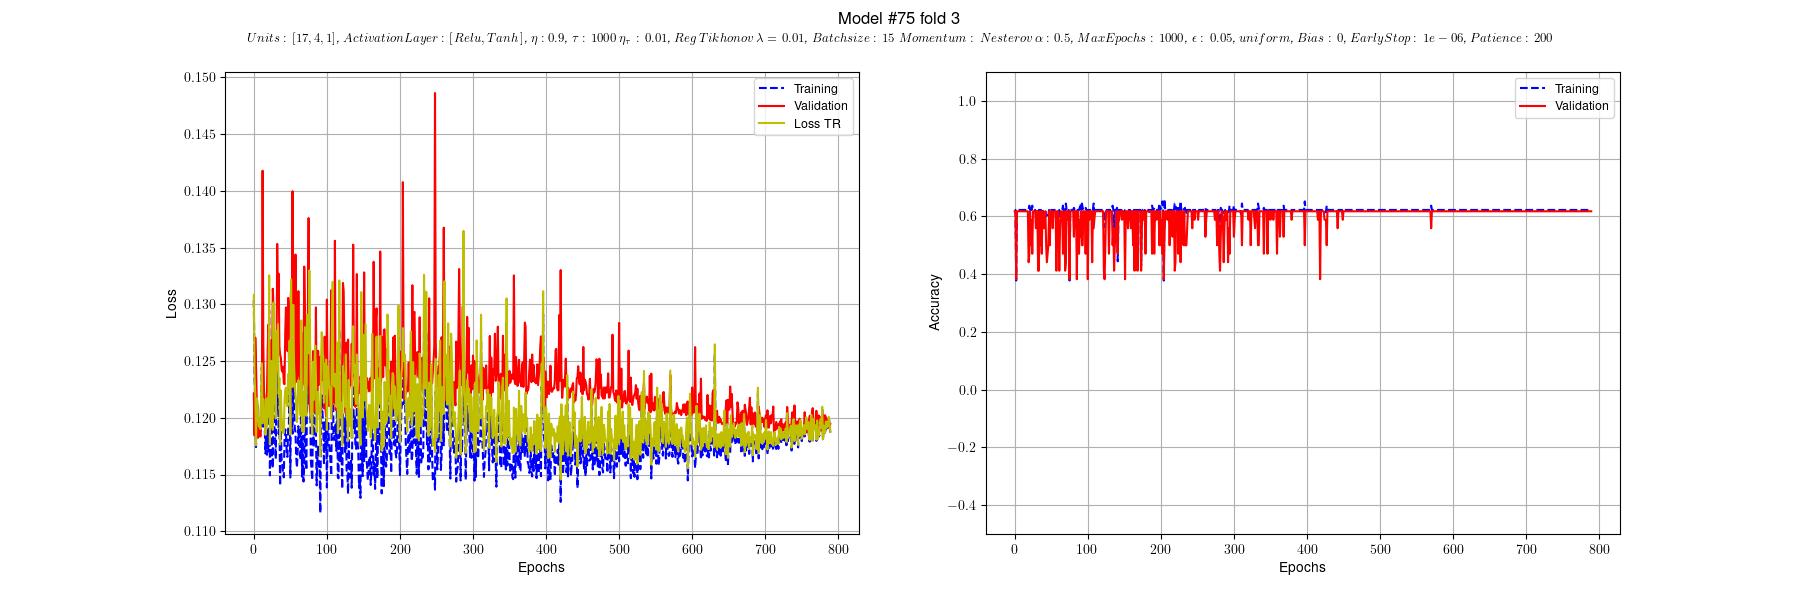 Model #75 fold 3
Units : [17, 4, 1], ActivationLayer : [Relu, Tanh], η : 0.9, τ : 1000 ητ : 0.01, Reg Tikhonov λ = 0.01, Batchsize : 15 Momentum : Nesterov α : 0.5, MaxEpochs : 1000, ϵ : 0.05, uniform, Bias : 0, EarlyStop : 1e − 06, Patience : 200
0.150
0.145
0.140
0.135
0.130
0.125
0.120
0.115
0.110
Loss
0 100 200 300 400 500 600 700 800
Epochs
Training
Validation
Loss TR
1.0
0.8
0.6
0.4
0.2
0.0
−0.2
−0.4
Accuracy
0 100 200 300 400 500 600 700 800
Epochs
Training
Validation